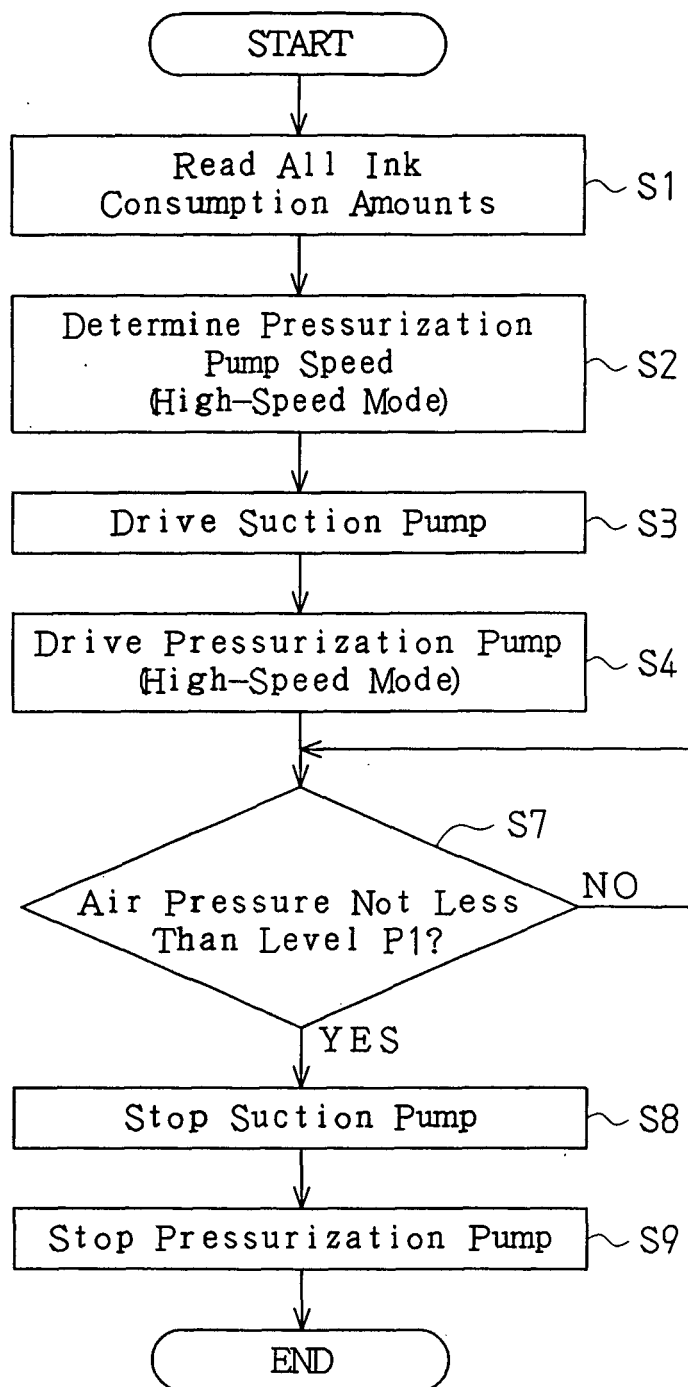 START
Read All Ink
Consumption Amounts
S1
Determine Pressurization
Pump Speed
(High-Speed Mode)
S2
Drive Suction Pump
S3
Drive Pressurization Pump
(High-Speed Mode)
S4
S7
Air Pressure Not Less
Than Level P1?
NO
YES
Stop Suction Pump
S8
Stop Pressurization Pump
S9
END